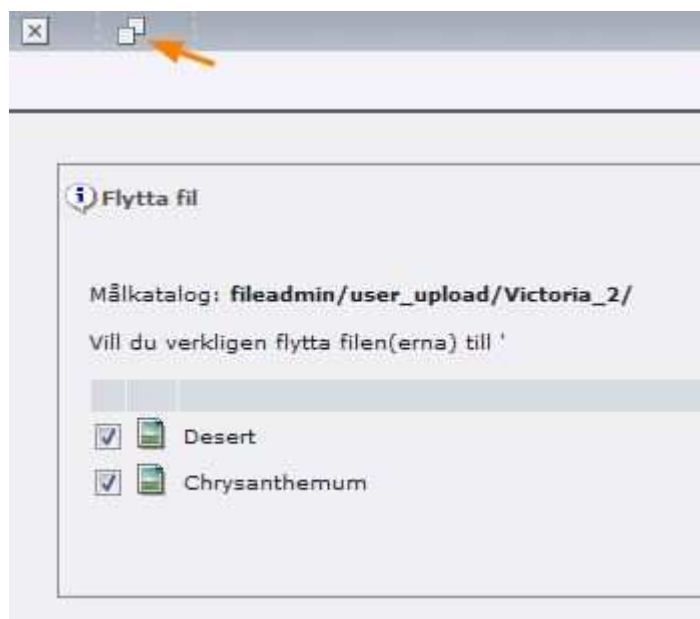 Flytta fil
Målkatalog: fileadmin/user_upload/Victoria_2/
Vill du verkligen flytta filen(erna) till '
Desert
Chrysanthemum